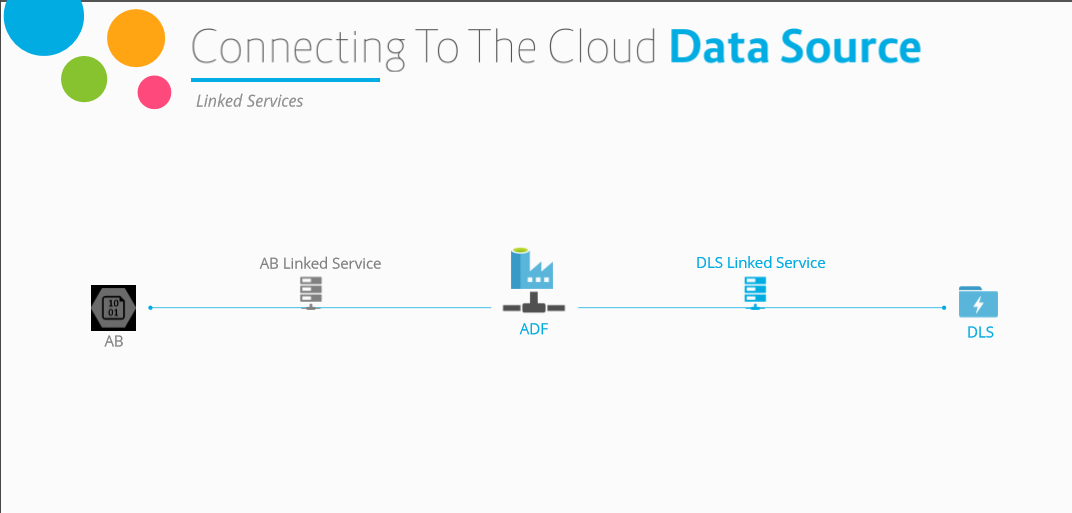 Connecting To The Cloud Data Source
Linked Services
AB Linked Service
DLS Linked Service
10
01
AB
ADF
DLS